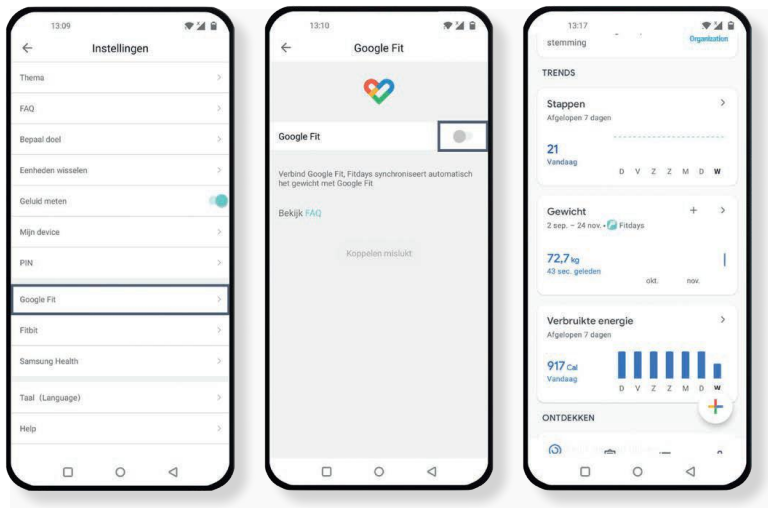 13:09
Instellingen
Thema
FAQ
Bepaal doel
Eenheden wisselen
Geluid meten
Mijn device
PIN
Google Fit
Fitbit
Samsung Health
Taal (Language)
Help
13:10
Google Fit
Google Fit
Verbind Google Fit, Fitdays synchroniseert automatisch
het gewicht met Google Fit
Bekijk FAQ
Koppelen mislukt
13:17
stemming
Organization
TRENDS
Stappen
Afgelopen 7 dagen
21
Vandaag
D V Z Z M D W
Gewicht
2 sep. – 24 nov. • Fitdays
72,7 kg
43 sec. geleden
okt. nov.
Verbruikte energie
Afgelopen 7 dagen
917 Cal
Vandaag
D V Z Z M D W
ONTDEKKEN